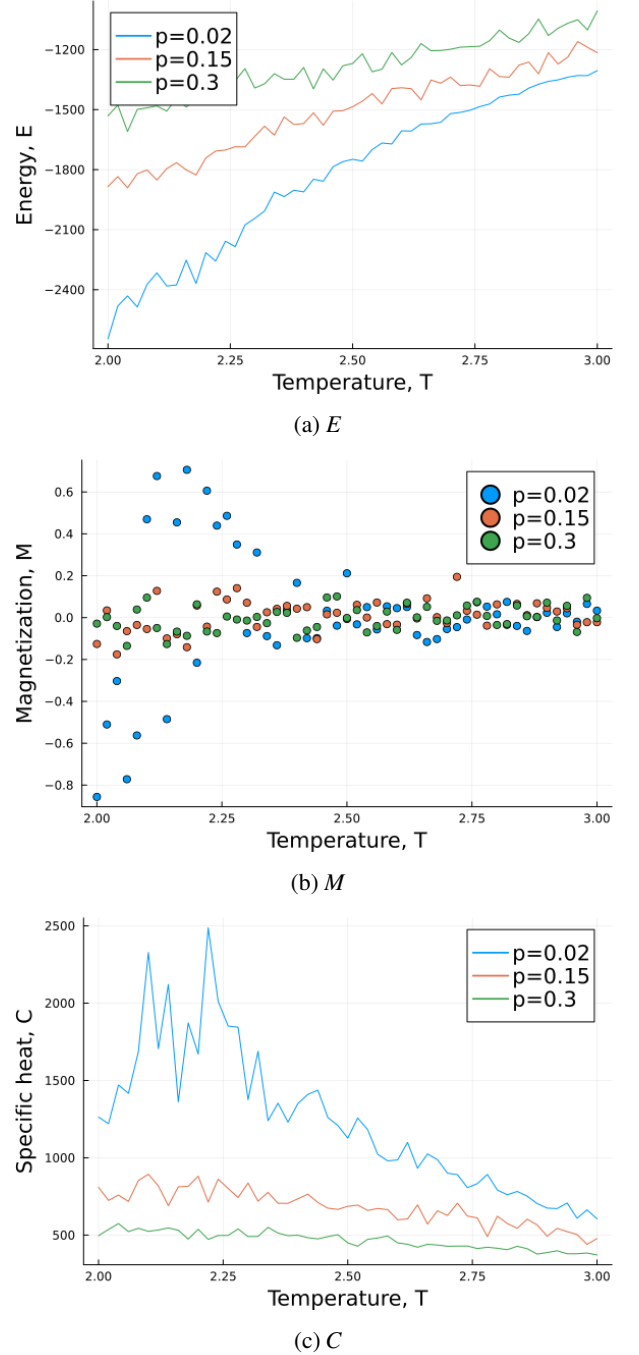 −1200
−1500
−1800
−2100
−2400
Energy, E
p=0.02
p=0.15
p=0.3
2.00 2.25 2.50 2.75 3.00
Temperature, T
(a) E
0.6
0.4
0.2
0.0
−0.2
−0.4
−0.6
−0.8
Magnetization, M
p=0.02
p=0.15
p=0.3
2.00 2.25 2.50 2.75 3.00
Temperature, T
(b) M
2500
2000
1500
1000
500
Specific heat, C
p=0.02
p=0.15
p=0.3
2.00 2.25 2.50 2.75 3.00
Temperature, T
(c) C